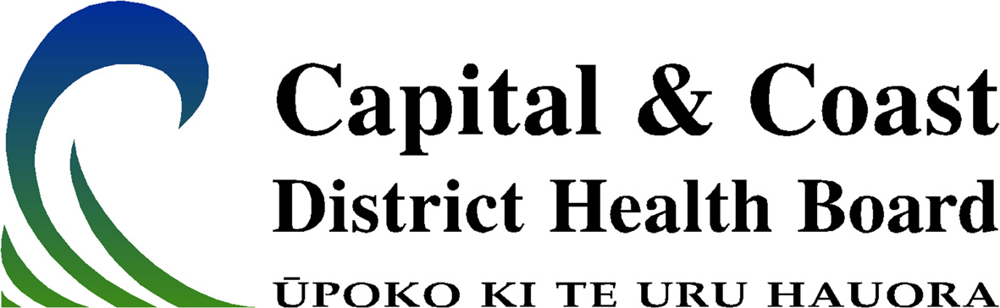 Capital & Coast
District Health Board
ŪPOKO KI TE URU HAUORA